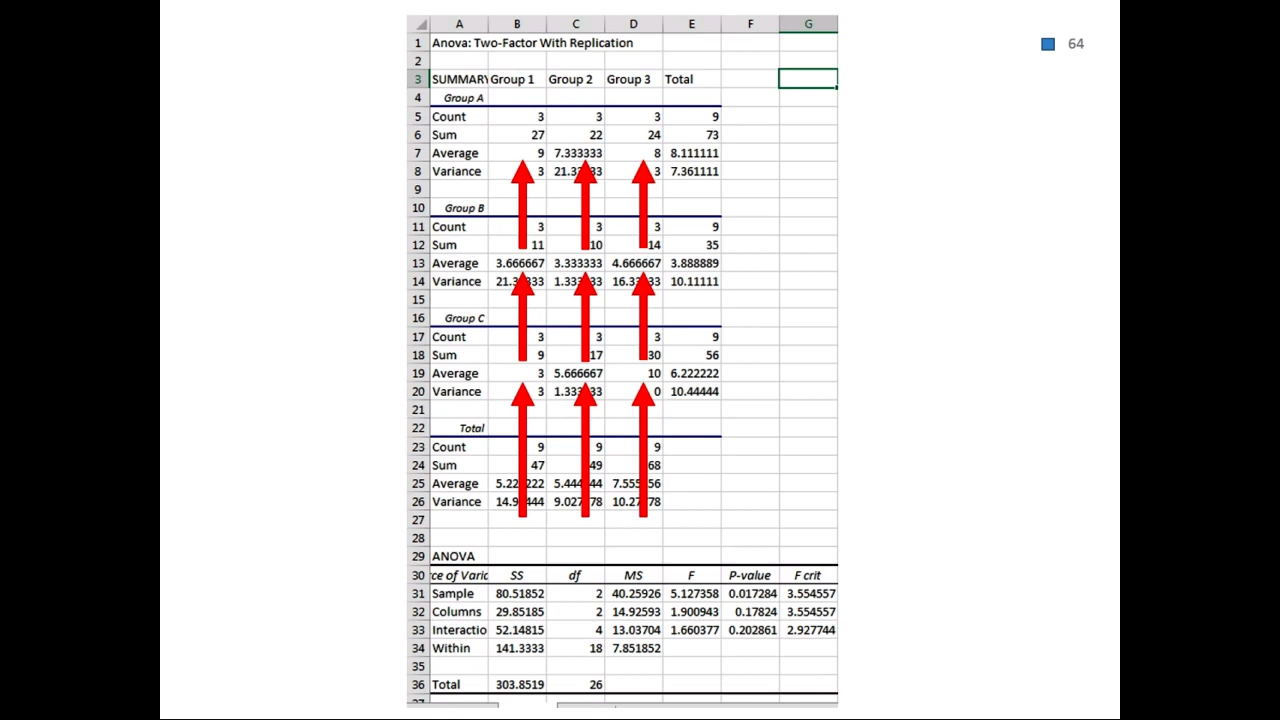 A B C D E F G
1 Anova: Two-Factor With Replication
64
2
3 SUMMARY Group 1 Group 2 Group 3 Total
4 Group A
5 Count 3 3 3 9
6 Sum 27 22 24 73
7 Average 9 7.333333 8 8.111111
8 Variance 3 3 7.361111
9
10 Group B
11 Count 3 3 3 9
12 Sum 11 10 14 35
13 Average 3.666667 3.333333 4.666667 3.888889
14 Variance 10.11111
15
16 Group C
17 Count 3 3 3 9
18 Sum 9 17 30 56
19 Average 3 5.666667 10 6.222222
20 Variance 3 0 10.44444
21
22 Total
23 Count 9 9 9
24 Sum 47 49 68
25 Average
26 Variance
27
28
29 ANOVA
30 ce of Varia SS df MS F P-value F crit
31 Sample 80.51852 2 40.25926 5.127358 0.017284 3.554557
32 Columns 29.85185 2 14.92593 1.900943 0.17824 3.554557
33 Interactio 52.14815 4 13.03704 1.660377 0.202861 2.927744
34 Within 141.3333 18 7.851852
35
36 Total 303.8519 26